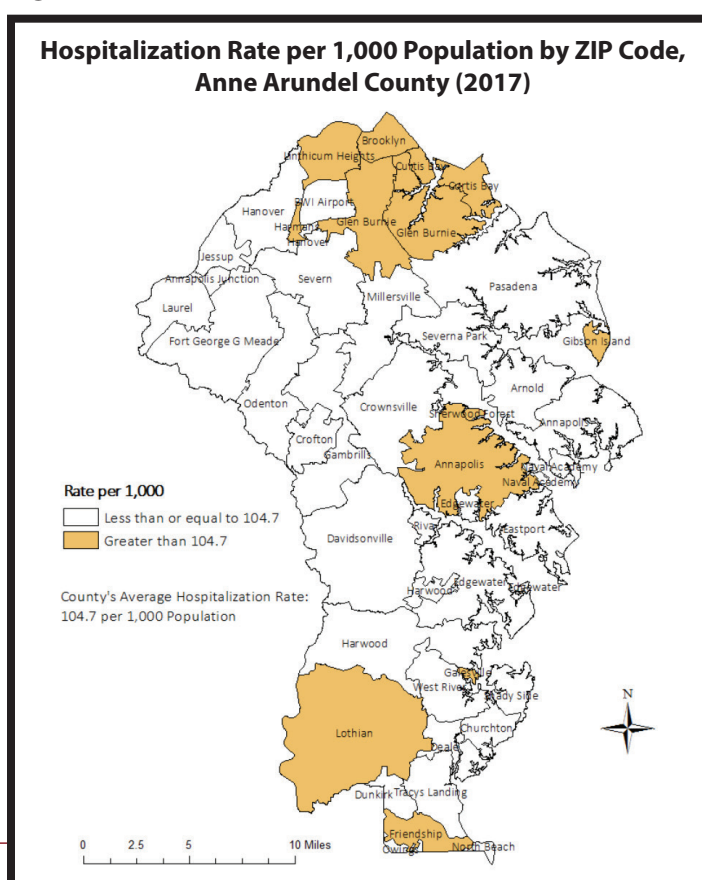 Hospitalization Rate per 1,000 Population by ZIP Code,
Anne Arundel County (2017)
Brooklyn
Linthicum Heights
Curtis Bay
Curtis Bay
BWI Airport
Hanover
Glen Burnie
Harmans
Glen Burnie
Hanover
Jessup
Annapolis Junction
Severn
Pasadena
Millersville
Laurel
Severna Park
Fort George G Meade
Gibson Island
Arnold
Odenton
Crownsville
Sherwood Forest
Annapolis
Crofton
Gambrills
Annapolis
Naval Academy
Naval Academy
Rate per 1,000
Edgewater
Less than or equal to 104.7
Riva
Eastport
Greater than 104.7
Davidsonville
Edgewater
Edgewater
Harwood
County's Average Hospitalization Rate:
104.7 per 1,000 Population
Harwood
Galesville
West River
Shady Side
N
Lothian
Churchton
Deale
Dunkirk
Tracys Landing
Friendship
Owings
North Beach
0 2.5 5 10 Miles